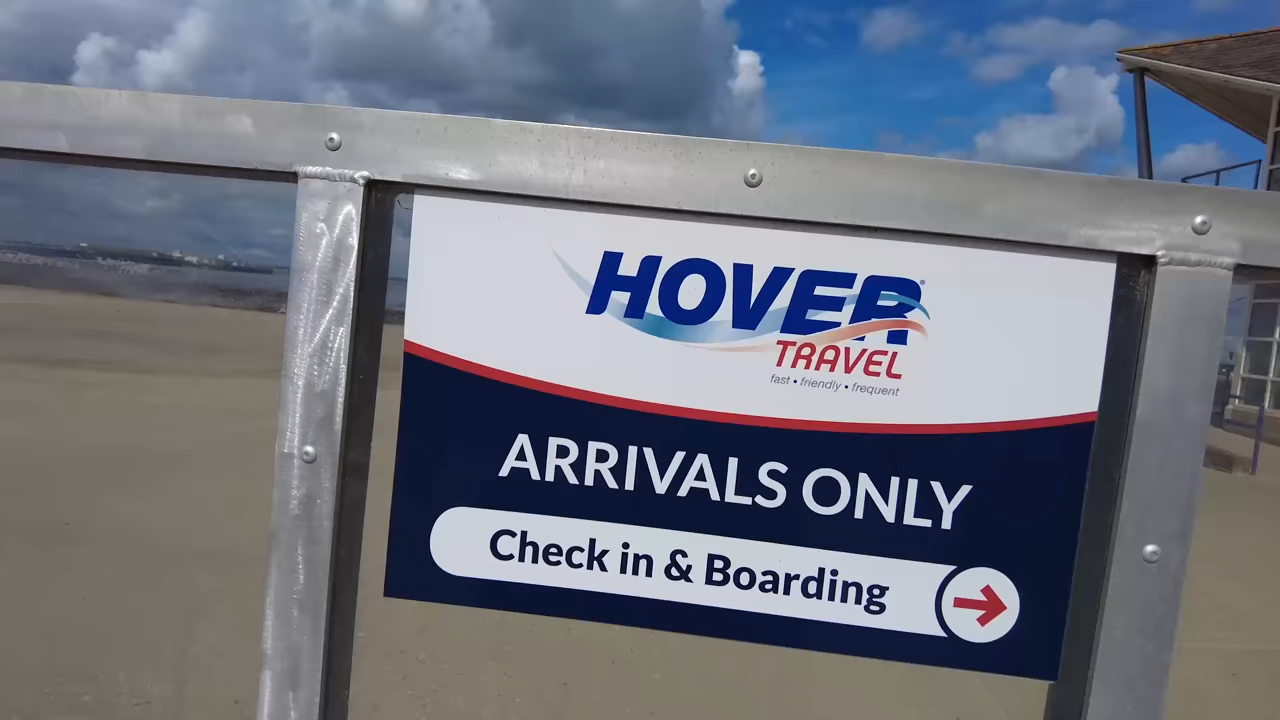 HOVER
TRAVEL
fast • friendly • frequent
ARRIVALS ONLY
Check in & Boarding